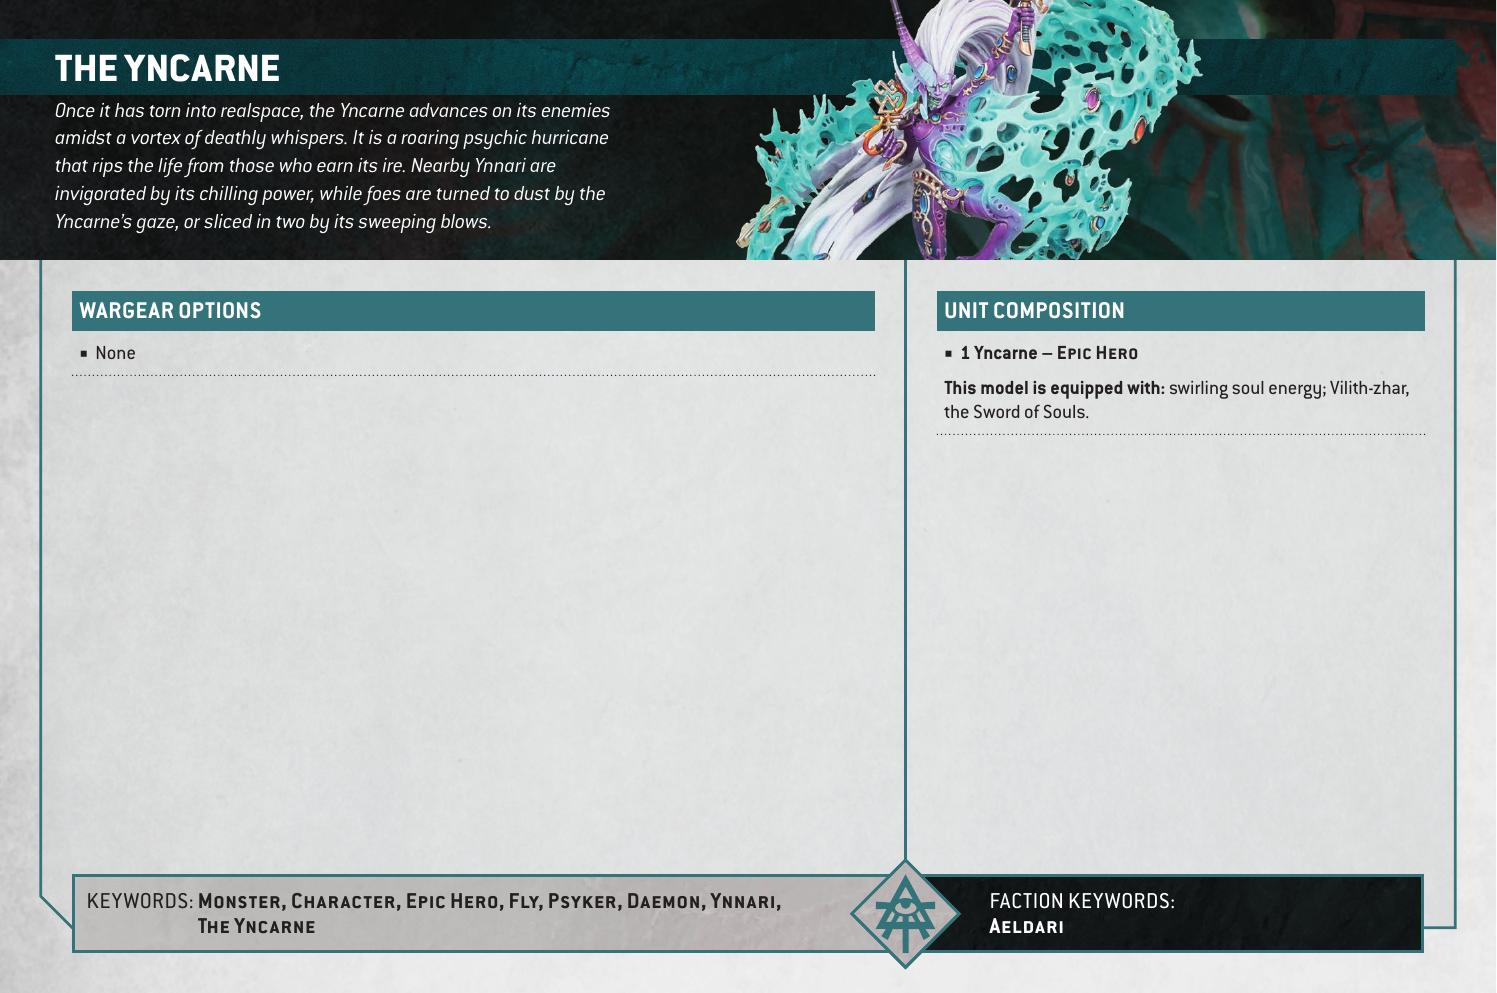 THE YNCARNE
Once it has torn into realspace, the Yncarne advances on its enemies
amidst a vortex of deathly whispers. It is a roaring psychic hurricane
that rips the life from those who earn its ire. Nearby Ynnari are
invigorated by its chilling power, while foes are turned to dust by the
Yncarne’s gaze, or sliced in two by its sweeping blows.
WARGEAR OPTIONS
■ None
UNIT COMPOSITION
■ 1 Yncarne – Epic Hero
This model is equipped with: swirling soul energy; Vilith-zhar,
the Sword of Souls.
KEYWORDS: Monster, Character, Epic Hero, Fly, Psyker, Daemon, Ynnari,
The Yncarne
FACTION KEYWORDS:
Aeldari